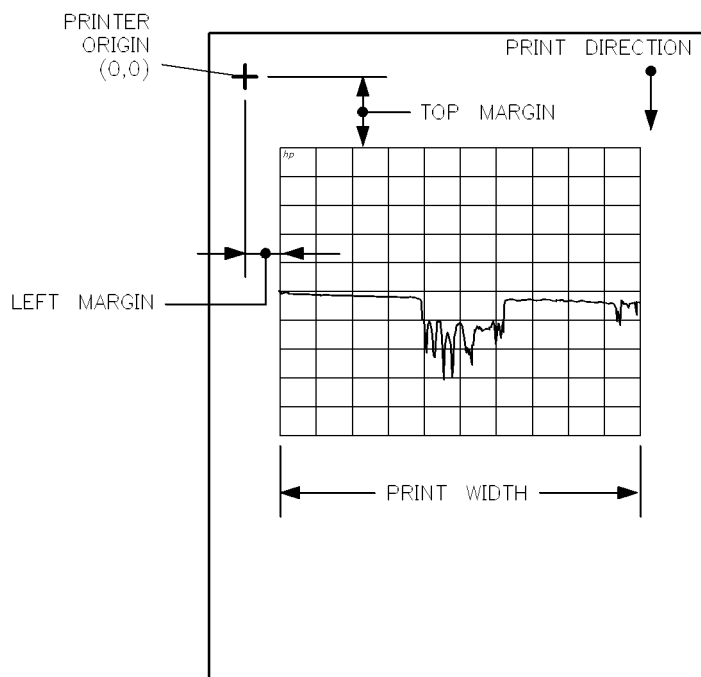 PRINTER
ORIGIN
(0,0)
PRINT DIRECTION
TOP MARGIN
hp
LEFT MARGIN
PRINT WIDTH